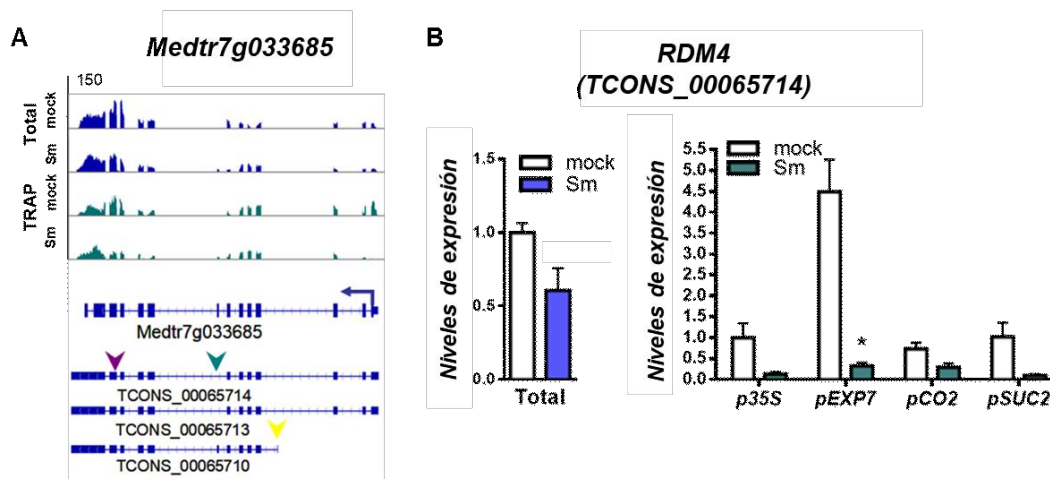 A
Medtr7g033685
150
Total
mock
Sm
TRAP
mock
Sm
Medtr7g033685
TCONS_00065714
TCONS_00065713
TCONS_00065710
B
RDM4
(TCONS_00065714)
Niveles de expresión
1.5
1.0
0.5
0.0
mock
Sm
Total
Niveles de expresión
5.5
5.0
4.5
4.0
3.5
3.0
2.5
2.0
1.5
1.0
0.5
0.0
mock
Sm
*
p35S pEXP7 pCO2 pSUC2